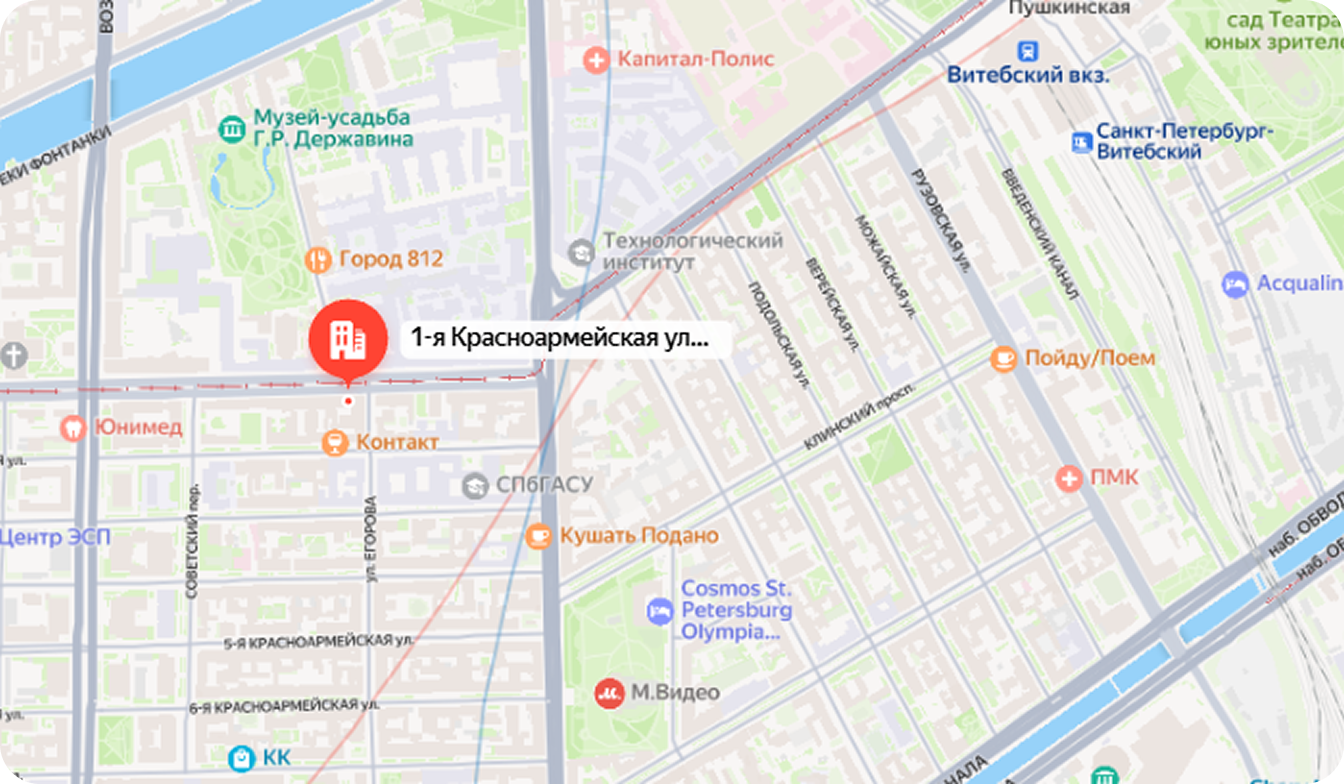 ВОЗ
Пушкинская
сад Театра
юных зрителе
Капитал-Полис
Витебский вкз.
Музей-усадьба
Г.Р. Державина
Санкт-Петербург-
Витебский
ЕКИ ФОНТАНКИ
РУЗОВСКАЯ ул.
ВВЕДЕНСКИЙ КАНАЛ
МОЖАЙСКАЯ ул.
Технологический
институт
Город 812
ВЕРЕЙСКАЯ ул.
ПОДОЛЬСКАЯ ул.
Acqualin
1-я Красноармейская ул...
Пойду/Поем
КЛИНСКИЙ просп.
Юнимед
Контакт
Я ул.
СПбГАСУ
ПМК
СОВЕТСКИЙ пер.
ул. ЕГОРОВА
Центр ЭСП
Кушать Подано
наб. ОБВОД
наб. ОБ
Cosmos St.
Petersburg
Olympia...
5-Я КРАСНОАРМЕЙСКАЯ ул.
м.
М.Видео
6-Я КРАСНОАРМЕЙСКАЯ ул.
Я ул.
КК
НАЛА